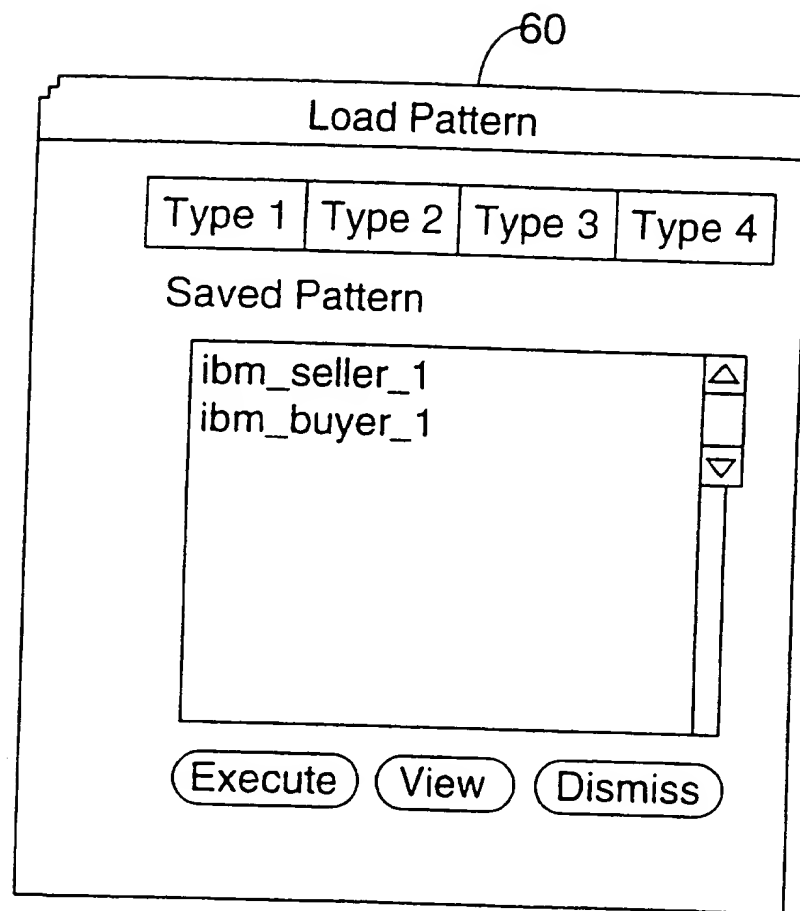 60
Load Pattern
Type 1 Type 2 Type 3 Type 4
Saved Pattern
ibm_seller_1
ibm_buyer_1
Execute View Dismiss